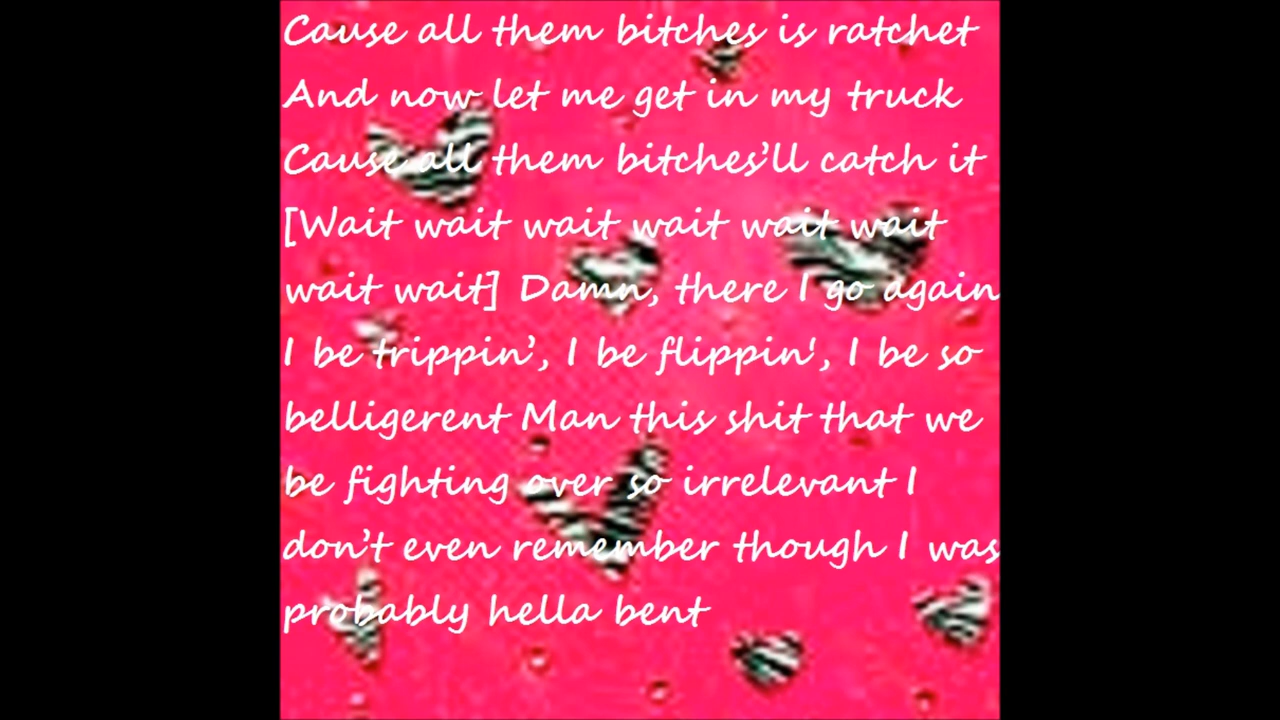 Cause all them bitches is ratchet
And now let me get in my truck
Cause all them bitches’ll catch it
[Wait wait wait wait wait wait
wait wait] Damn, there I go again
I be trippin’, I be flippin', I be so
belligerent Man this shit that we
be fighting over so irrelevant I
don’t even remember though I was
probably hella bent